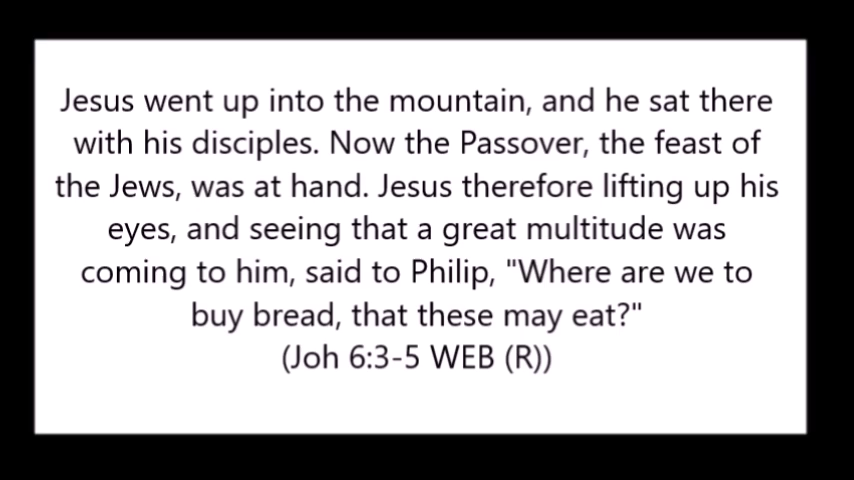 Jesus went up into the mountain, and he sat there
with his disciples. Now the Passover, the feast of
the Jews, was at hand. Jesus therefore lifting up his
eyes, and seeing that a great multitude was
coming to him, said to Philip, "Where are we to
buy bread, that these may eat?"
(Joh 6:3-5 WEB (R))